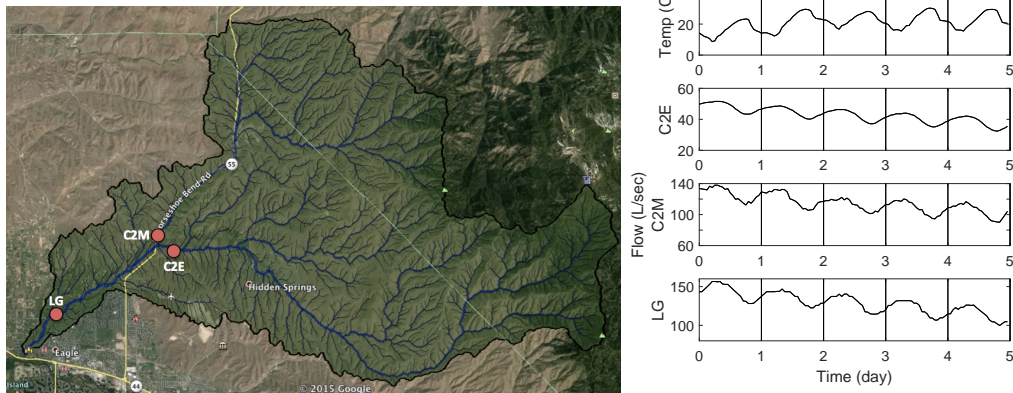 55
orseshoe Bend-Rd
C2M
C2E
Hidden Springs
LG
Eagle
Island
44
© 2015 Google
Temp (C
20
0
0 1 2 3 4 5
C2E
60
40
20
0 1 2 3 4 5
Flow (L/sec)
C2M
140
100
60
0 1 2 3 4 5
LG
150
100
0 1 2 3 4 5
Time (day)